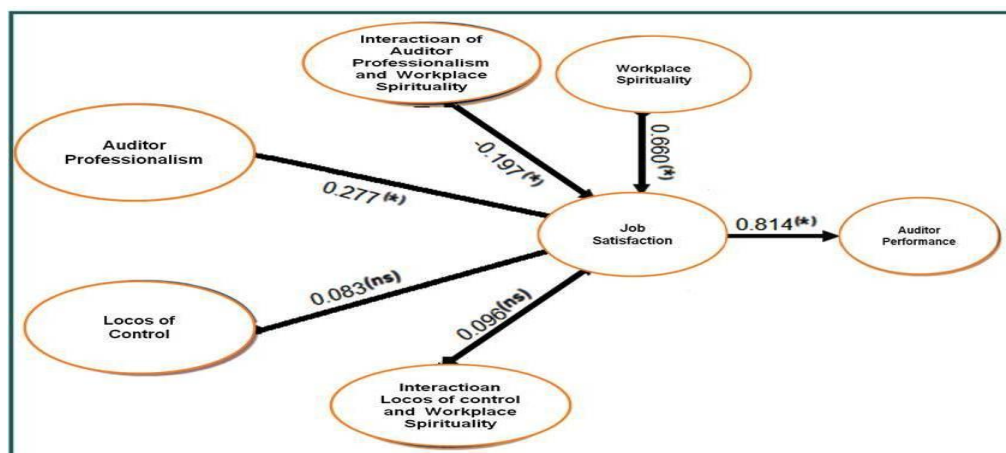 Interactioan of
Auditor
Professionalism
and Workplace
Spirituality
Workplace
Spirituality
Auditor
Professionalism
-0.197(*)
0.660(*)
0.277(*)
Job
Satisfaction
0.814(*)
Auditor
Performance
0.083(ns)
Locos of
Control
0.096(ns)
Interactioan
Locos of control
and Workplace
Spirituality